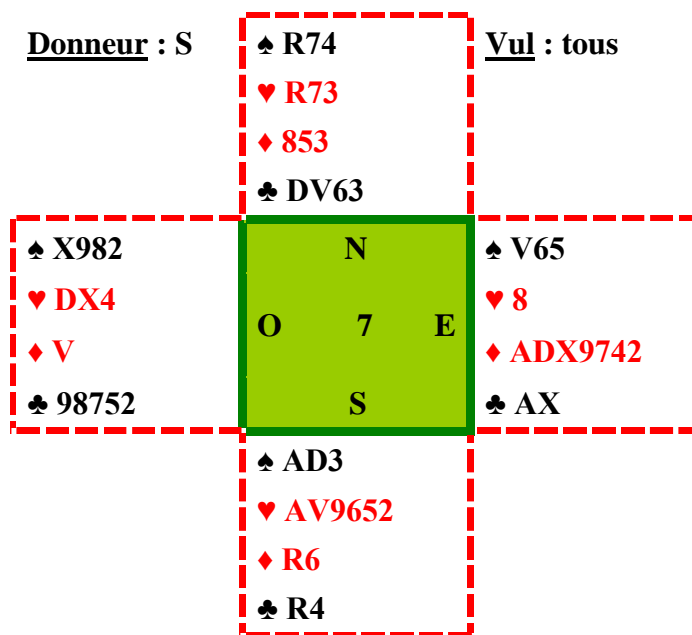 Donneur : S
♠ R74
Vul : tous
♥ R73
♦ 853
♣ DV63
♠ X982
N
♠ V65
♥ DX4
O 7 E
♥ 8
♦ V
♦ ADX9742
♣ 98752
S
♣ AX
♠ AD3
♥ AV9652
♦ R6
♣ R4